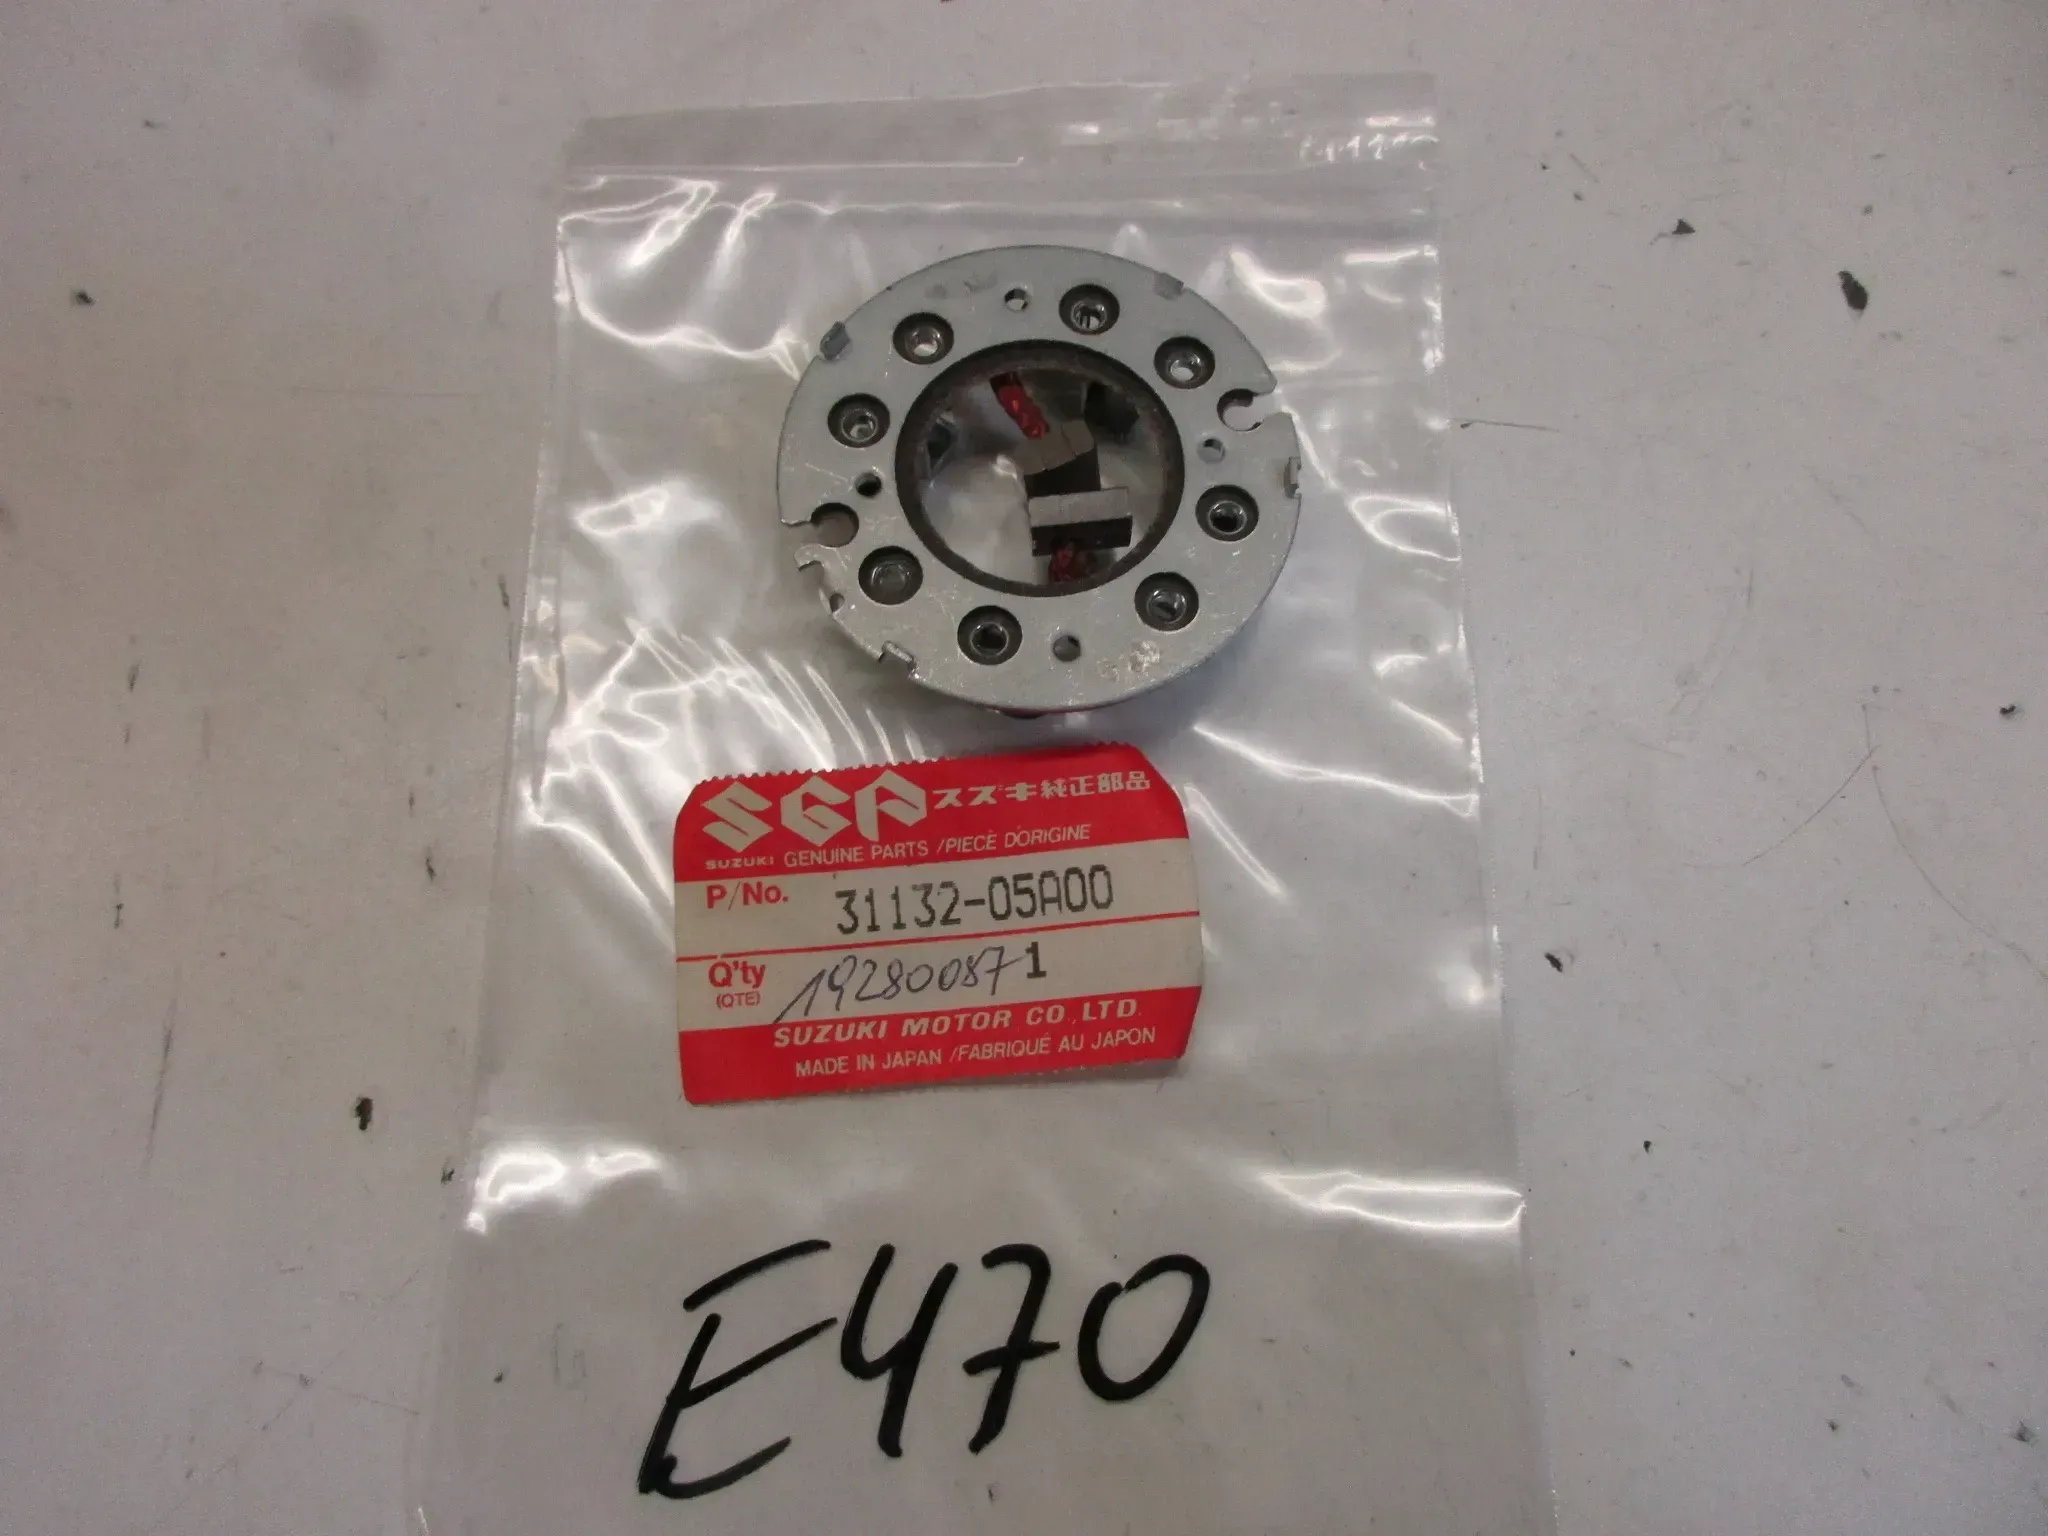 SGP スズキ純正部品
SUZUKI GENUINE PARTS /PIECE D'ORIGINE
P/No. 31132-05A00
Q'ty 19280087 1
(QTE)
SUZUKI MOTOR CO.,LTD.
MADE IN JAPAN /FABRIQUÉ AU JAPON
E470